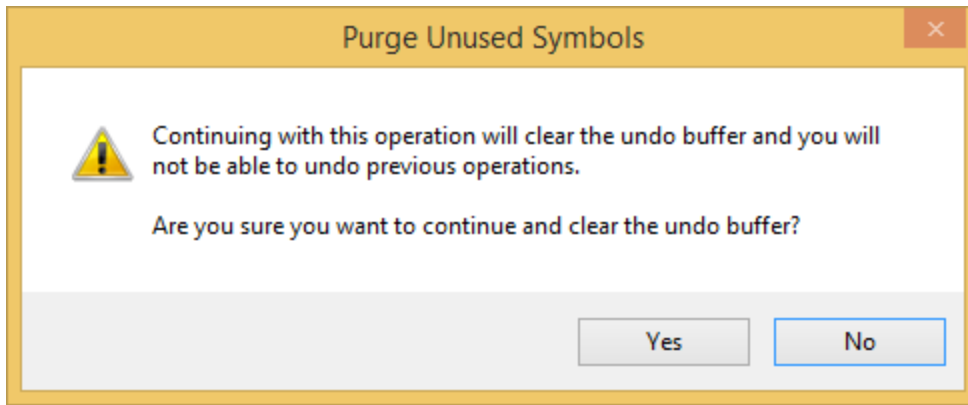 Purge Unused Symbols
Continuing with this operation will clear the undo buffer and you will
not be able to undo previous operations.
Are you sure you want to continue and clear the undo buffer?
Yes No